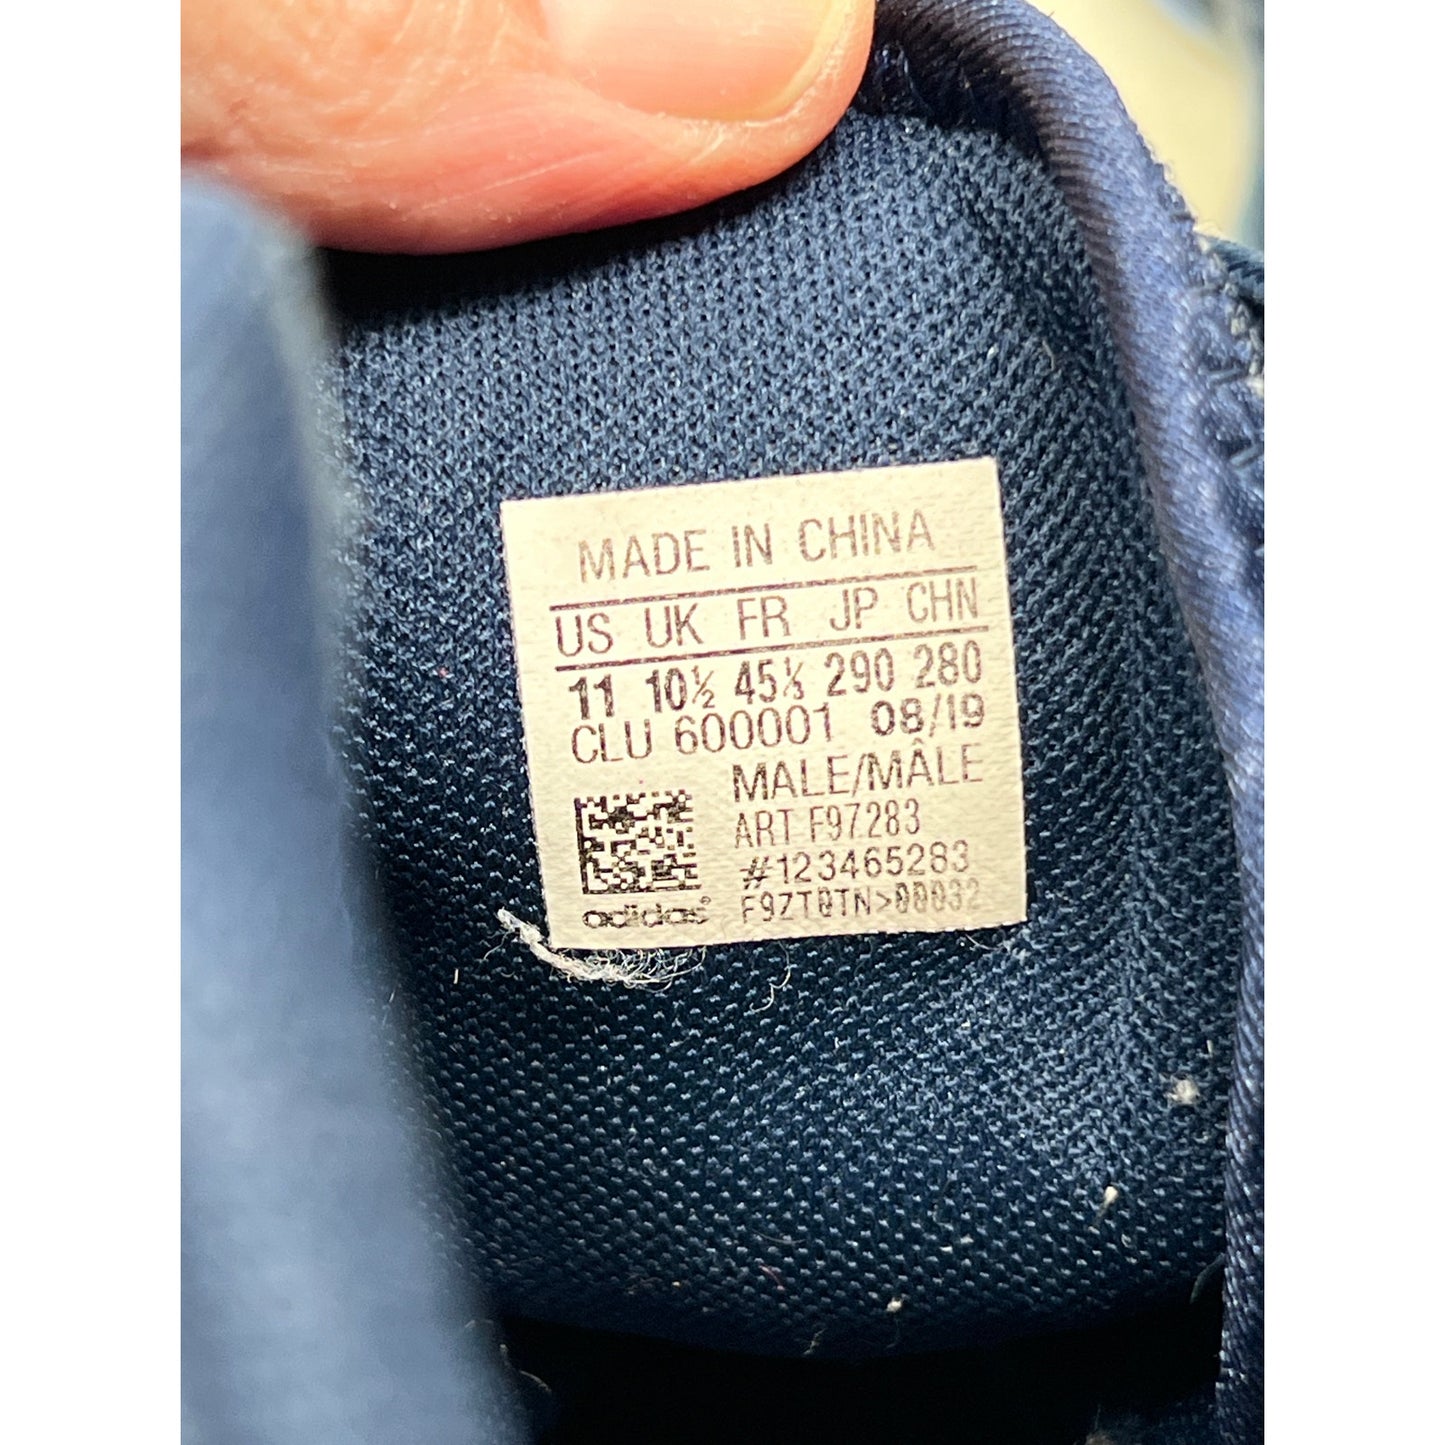 MADE IN CHINA
US UK FR JP CHN
11 10½ 45⅓ 290 280
CLU 600001 08/19
MALE/MÂLE
ART F97283
#123465283
adidas® F9ZT0TN>00032